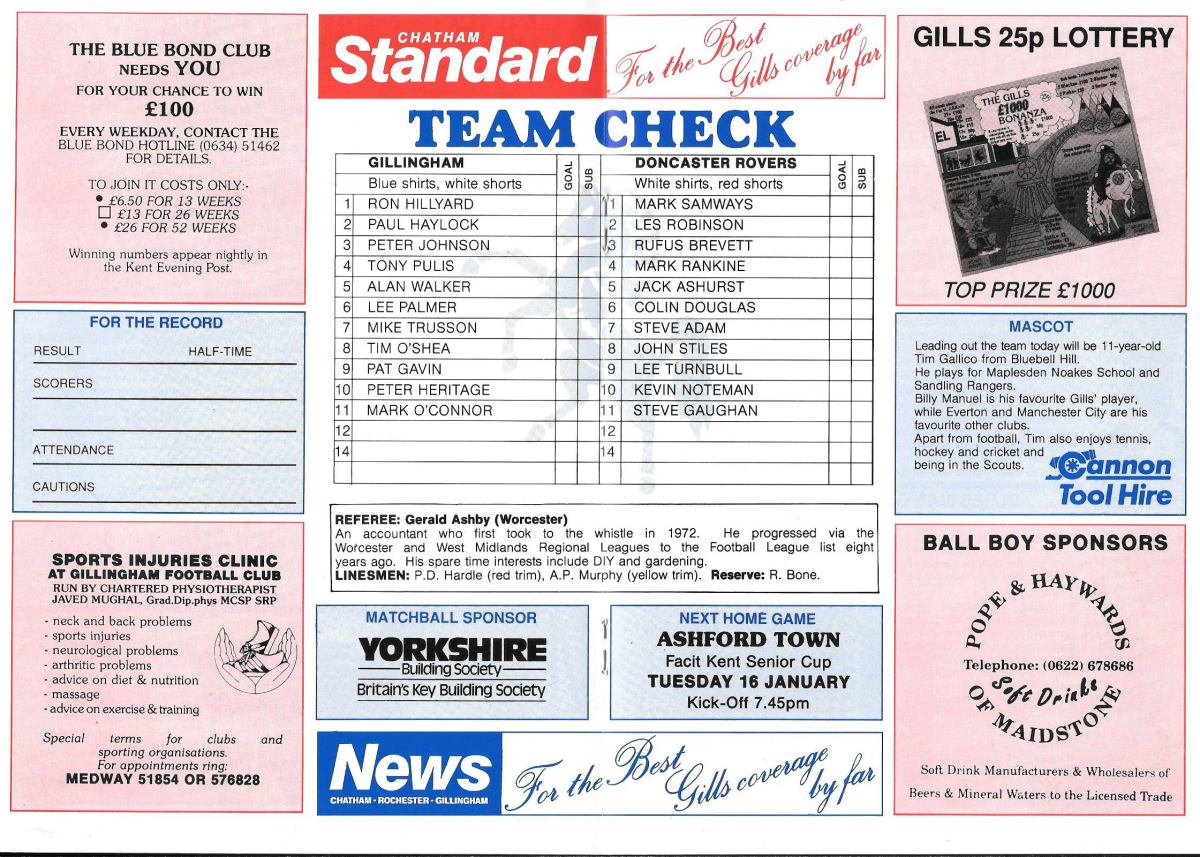 THE BLUE BOND CLUB
NEEDS YOU
FOR YOUR CHANCE TO WIN
£100
EVERY WEEKDAY, CONTACT THE
BLUE BOND HOTLINE (0634) 51462
FOR DETAILS.
TO JOIN IT COSTS ONLY:-
• £6.50 FOR 13 WEEKS
□ £13 FOR 26 WEEKS
• £26 FOR 52 WEEKS
Winning numbers appear nightly in
the Kent Evening Post.
FOR THE RECORD
RESULT HALF-TIME
SCORERS
ATTENDANCE
CAUTIONS
SPORTS INJURIES CLINIC
AT GILLINGHAM FOOTBALL CLUB
RUN BY CHARTERED PHYSIOTHERAPIST
JAVED MUGHAL, Grad.Dip.phys MCSP SRP
- neck and back problems
- sports injuries
- neurological problems
- arthritic problems
- advice on diet & nutrition
- massage
- advice on exercise & training
Special terms for clubs and
sporting organisations.
For appointments ring:
MEDWAY 51854 OR 576828
CHATHAM
Standard
For the Best
Gills coverage
by far
TEAM CHECK
GILLINGHAM GOAL SUB DONCASTER ROVERS GOAL SUB
Blue shirts, white shorts White shirts, red shorts
1 RON HILLYARD 1 MARK SAMWAYS
2 PAUL HAYLOCK 2 LES ROBINSON
3 PETER JOHNSON 3 RUFUS BREVETT
4 TONY PULIS 4 MARK RANKINE
5 ALAN WALKER 5 JACK ASHURST
6 LEE PALMER 6 COLIN DOUGLAS
7 MIKE TRUSSON 7 STEVE ADAM
8 TIM O'SHEA 8 JOHN STILES
9 PAT GAVIN 9 LEE TURNBULL
10 PETER HERITAGE 10 KEVIN NOTEMAN
11 MARK O'CONNOR 11 STEVE GAUGHAN
12 12
14 14
REFEREE: Gerald Ashby (Worcester)
An accountant who first took to the whistle in 1972. He progressed via the
Worcester and West Midlands Regional Leagues to the Football League list eight
years ago. His spare time interests include DIY and gardening.
LINESMEN: P.D. Hardle (red trim), A.P. Murphy (yellow trim). Reserve: R. Bone.
MATCHBALL SPONSOR
YORKSHIRE
Building Society
Britain's Key Building Society
NEXT HOME GAME
ASHFORD TOWN
Facit Kent Senior Cup
TUESDAY 16 JANUARY
Kick-Off 7.45pm
News
CHATHAM - ROCHESTER - GILLINGHAM
For the Best
Gills coverage
by far
GILLS 25p LOTTERY
THE GILLS
£1000
BONANZA
25p
EL
TOP PRIZE £1000
MASCOT
Leading out the team today will be 11-year-old
Tim Gallico from Bluebell Hill.
He plays for Maplesden Noakes School and
Sandling Rangers.
Billy Manuel is his favourite Gills' player,
while Everton and Manchester City are his
favourite other clubs.
Apart from football, Tim also enjoys tennis,
hockey and cricket and
being in the Scouts.
Cannon
Tool Hire
BALL BOY SPONSORS
POPE & HAYWARDS
Telephone: (0622) 678686
Soft Drinks
OF MAIDSTONE
Soft Drink Manufacturers & Wholesalers of
Beers & Mineral Waters to the Licensed Trade